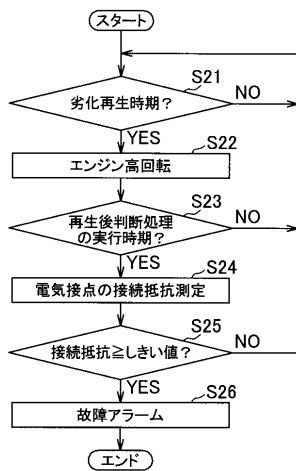 スタート
S21
劣化再生時期?
NO
YES
S22
エンジン高回転
S23
再生後判断処理
の実行時期?
NO
YES
S24
電気接点の接続抵抗測定
S25
接続抵抗≧しきい値?
NO
YES
S26
故障アラーム
エンド